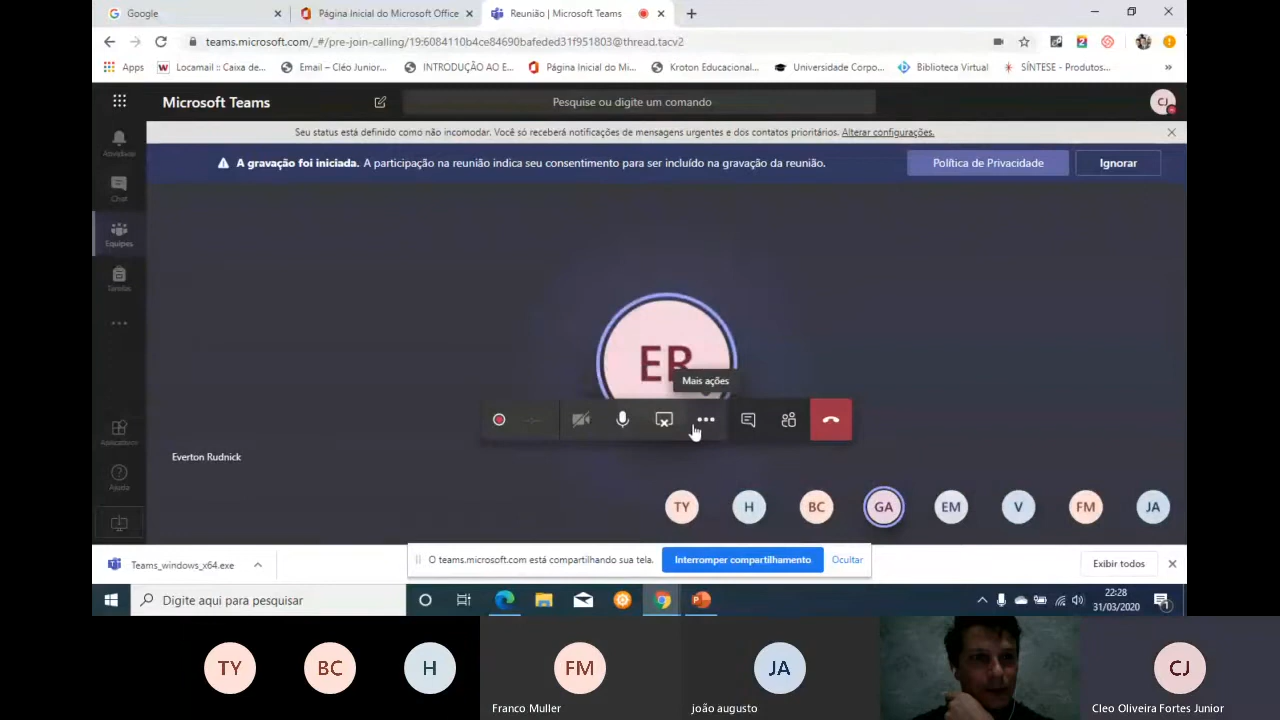 Google
Página Inicial do Microsoft Office
Reunião | Microsoft Teams
teams.microsoft.com/_#/pre-join-calling/19:6084110b4ce84690bafeded31f951803@thread.tacv2
Apps
Locamail :: Caixa de...
Email – Cléo Junior...
INTRODUÇÃO AO E...
Página Inicial do Mi...
Kroton Educacional...
Universidade Corpo...
Biblioteca Virtual
SÍNTESE - Produtos...
»
Microsoft Teams
Pesquise ou digite um comando
CJ
Seu status está definido como não incomodar. Você só receberá notificações de mensagens urgentes e dos contatos prioritários. Alterar configurações.
A gravação foi iniciada. A participação na reunião indica seu consentimento para ser incluído na gravação da reunião.
Política de Privacidade
Ignorar
Atividade
Chat
Equipes
Tarefas
Aplicativos
Ajuda
ER
Mais ações
Everton Rudnick
TY
H
BC
GA
EM
V
FM
JA
Teams_windows_x64.exe
O teams.microsoft.com está compartilhando sua tela.
Interromper compartilhamento
Ocultar
Exibir todos
Digite aqui para pesquisar
22:28
31/03/2020
1
TY
BC
H
FM
JA
CJ
Franco Muller
joão augusto
Cleo Oliveira Fortes Junior